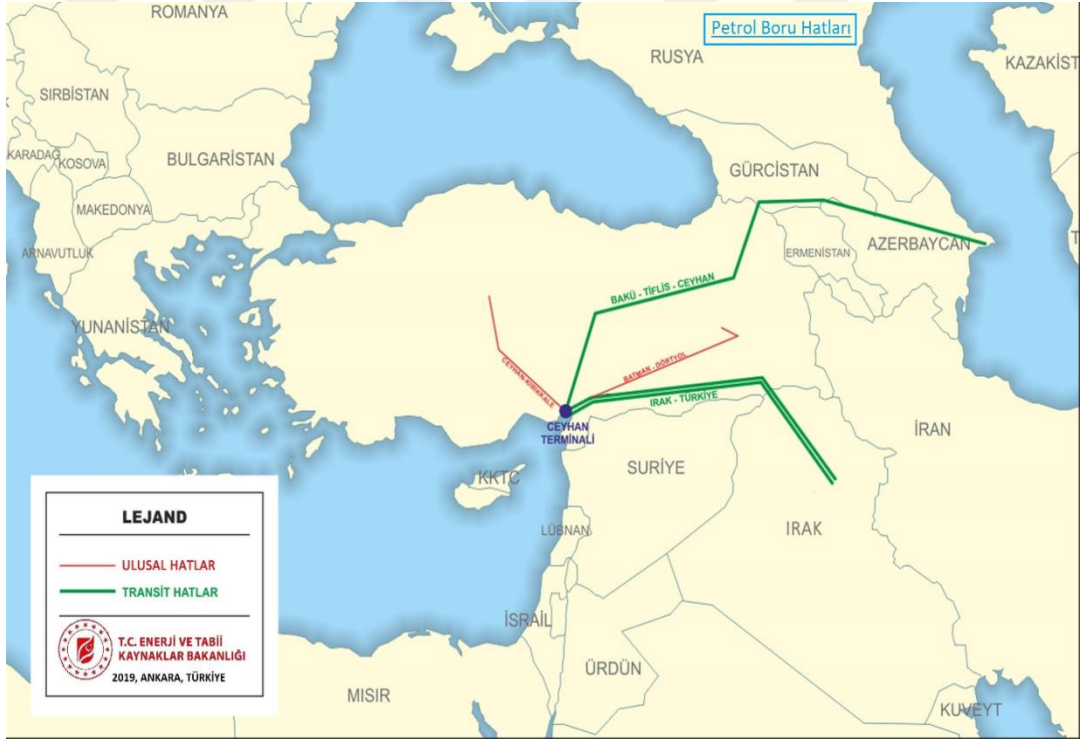 ROMANYA
Petrol Boru Hatları
RUSYA
KAZAKİST
SIRBİSTAN
KARADAĞ
KOSOVA
BULGARİSTAN
GÜRCİSTAN
MAKEDONYA
ARNAVUTLUK
ERMENİSTAN
AZERBAYCAN
T
BAKÜ - TİFLİS - CEYHAN
YUNANİSTAN
CEYHAN-KIRIKKALE
BATMAN - DÖRTYOL
IRAK - TÜRKİYE
CEYHAN
TERMİNALİ
İRAN
SURİYE
KKTC
LÜBNAN
IRAK
LEJAND
ULUSAL HATLAR
TRANSİT HATLAR
İSRAİL
T.C. ENERJİ VE TABİİ
KAYNAKLAR BAKANLIĞI
2019, ANKARA, TÜRKİYE
ÜRDÜN
MISIR
KUVEYT